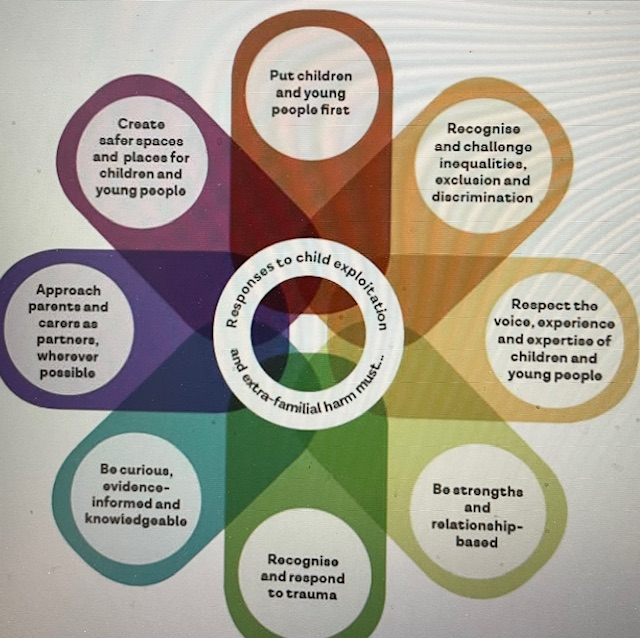 Responses to child exploitation
and extra-familial harm must...
Put children
and young
people first
Recognise
and challenge
inequalities,
exclusion and
discrimination
Respect the
voice, experience
and expertise of
children and
young people
Be strengths
and
relationship-
based
Recognise
and respond
to trauma
Be curious,
evidence-
informed and
knowledgeable
Approach
parents and
carers as
partners,
wherever
possible
Create
safer spaces
and places for
children and
young people